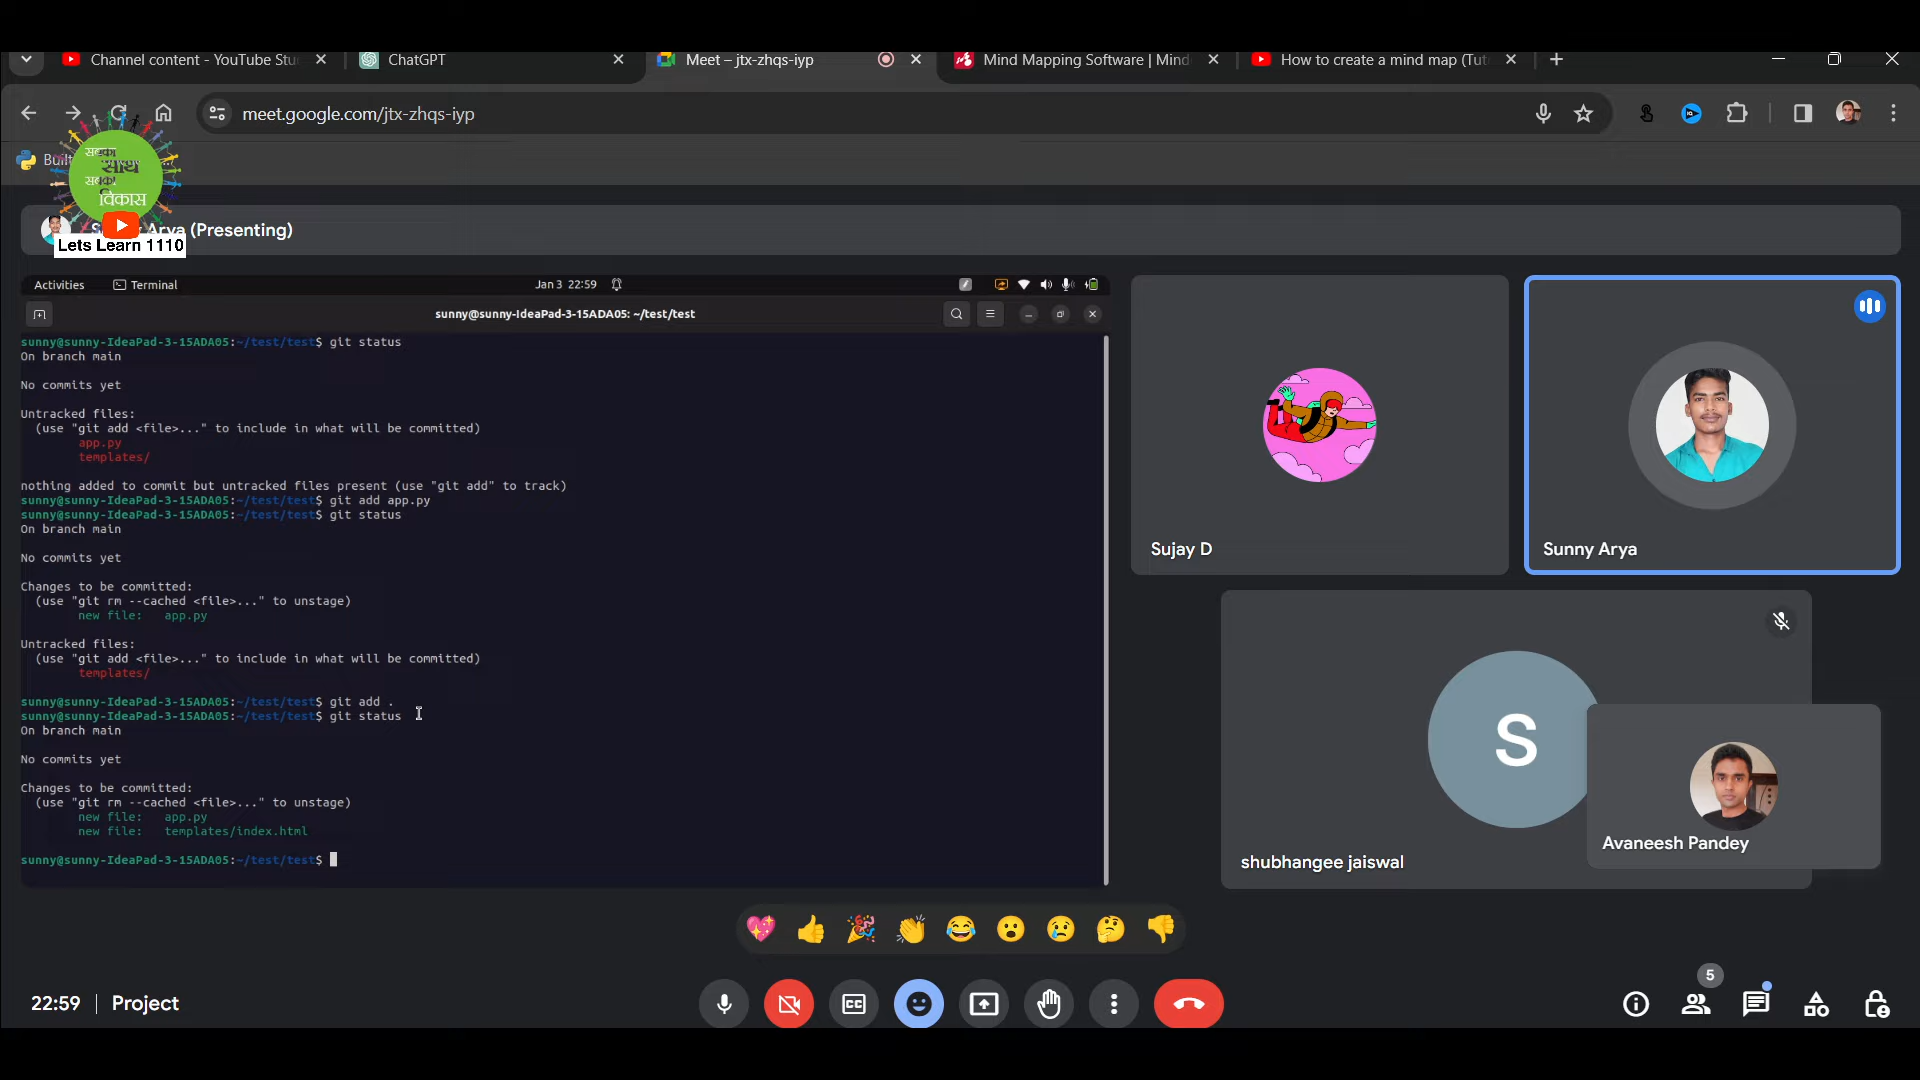 Channel content - YouTube Stu
ChatGPT
Meet – jtx-zhqs-iyp
Mind Mapping Software | Mind
How to create a mind map (Tut
meet.google.com/jtx-zhqs-iyp
सबका
साथ
सबका
विकास
Lets Learn 1110
Arya (Presenting)
Activities
Terminal
Jan 3 22:59
sunny@sunny-IdeaPad-3-15ADA05: ~/test/test
sunny@sunny-IdeaPad-3-15ADA05:~/test/test$ git status
On branch main
No commits yet
Untracked files:
(use "git add <file>..." to include in what will be committed)
app.py
templates/
nothing added to commit but untracked files present (use "git add" to track)
sunny@sunny-IdeaPad-3-15ADA05:~/test/test$ git add app.py
sunny@sunny-IdeaPad-3-15ADA05:~/test/test$ git status
On branch main
No commits yet
Changes to be committed:
(use "git rm --cached <file>..." to unstage)
new file: app.py
Untracked files:
(use "git add <file>..." to include in what will be committed)
templates/
sunny@sunny-IdeaPad-3-15ADA05:~/test/test$ git add .
sunny@sunny-IdeaPad-3-15ADA05:~/test/test$ git status
On branch main
No commits yet
Changes to be committed:
(use "git rm --cached <file>..." to unstage)
new file: app.py
new file: templates/index.html
sunny@sunny-IdeaPad-3-15ADA05:~/test/test$
Sujay D
Sunny Arya
S
shubhangee jaiswal
Avaneesh Pandey
22:59 | Project
5